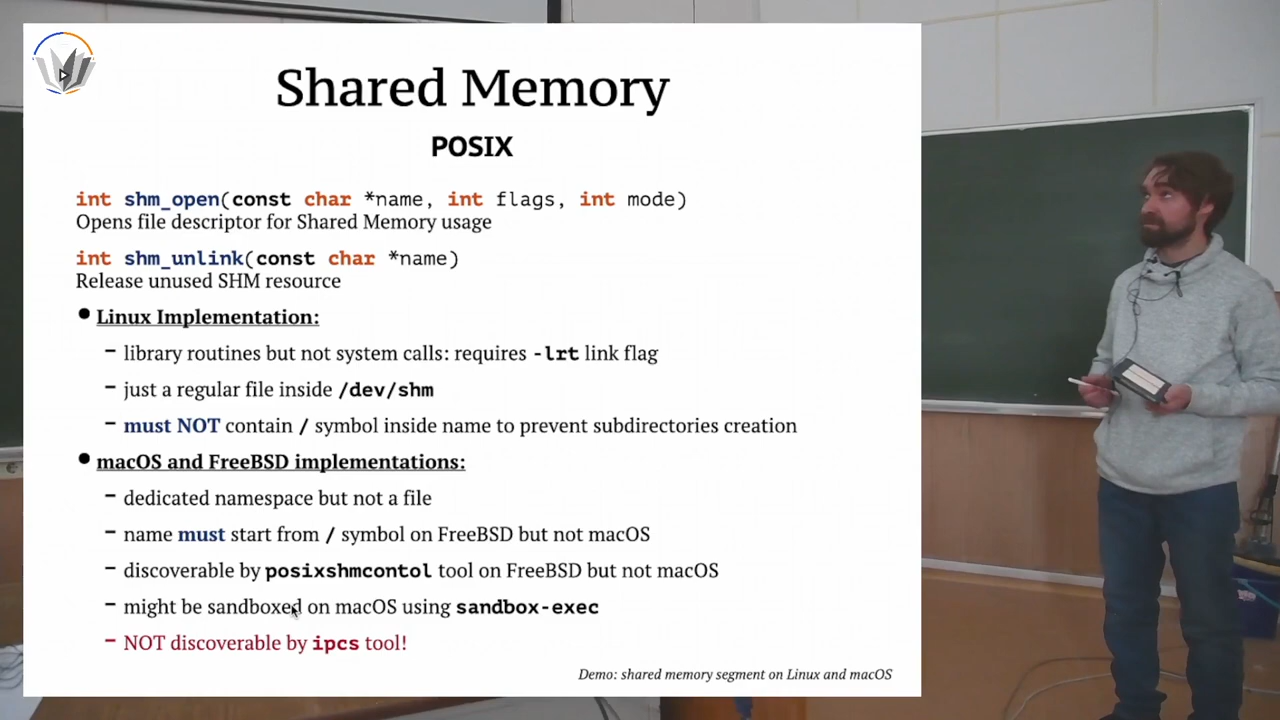 Shared Memory
POSIX
int shm_open(const char *name, int flags, int mode)
Opens file descriptor for Shared Memory usage
int shm_unlink(const char *name)
Release unused SHM resource
• Linux Implementation:
– library routines but not system calls: requires -lrt link flag
– just a regular file inside /dev/shm
– must NOT contain / symbol inside name to prevent subdirectories creation
• macOS and FreeBSD implementations:
– dedicated namespace but not a file
– name must start from / symbol on FreeBSD but not macOS
– discoverable by posixshmcontol tool on FreeBSD but not macOS
– might be sandboxed on macOS using sandbox-exec
– NOT discoverable by ipcs tool!
Demo: shared memory segment on Linux and macOS